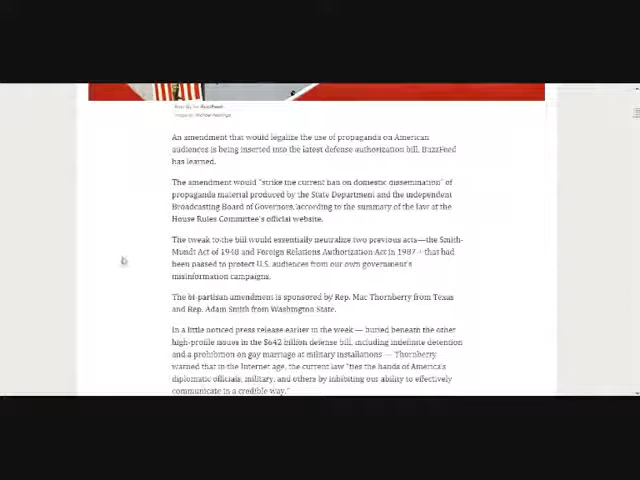 An amendment that would legalize the use of propaganda on American
audiences is being inserted into the latest defense authorization bill, BuzzFeed
has learned.
The amendment would "strike the current ban on domestic dissemination" of
propaganda material produced by the State Department and the independent
Broadcasting Board of Governors, according to the summary of the law at the
House Rules Committee's official website.
The tweak to the bill would essentially neutralize two previous acts—the Smith-
Mundt Act of 1948 and Foreign Relations Authorization Act in 1987 — that had
been passed to protect U.S. audiences from our own government's
misinformation campaigns.
The bi-partisan amendment is sponsored by Rep. Mac Thornberry from Texas
and Rep. Adam Smith from Washington State.
In a little noticed press release earlier in the week — buried beneath the other
high-profile issues in the $642 billion defense bill, including indefinite detention
and a prohibition on gay marriage at military installations — Thornberry
warned that in the Internet age, the current law "ties the hands of America's
diplomatic officials, military, and others by inhibiting our ability to effectively
communicate in a credible way."